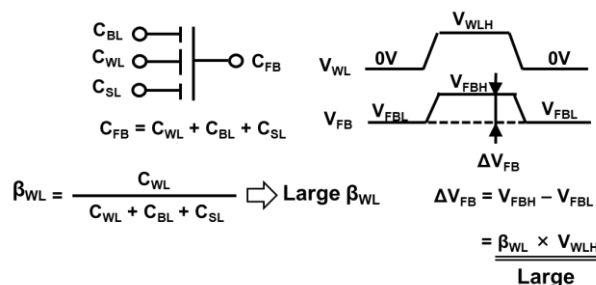 C_BL
C_WL
C_SL
C_FB
C_FB = C_WL + C_BL + C_SL
β_WL = C_WL / C_WL + C_BL + C_SL ⇨ Large β_WL
V_WL 0V V_WLH 0V
V_FB V_FBL V_FBH V_FBL
ΔV_FB
ΔV_FB = V_FBH – V_FBL
= β_WL × V_WLH
Large